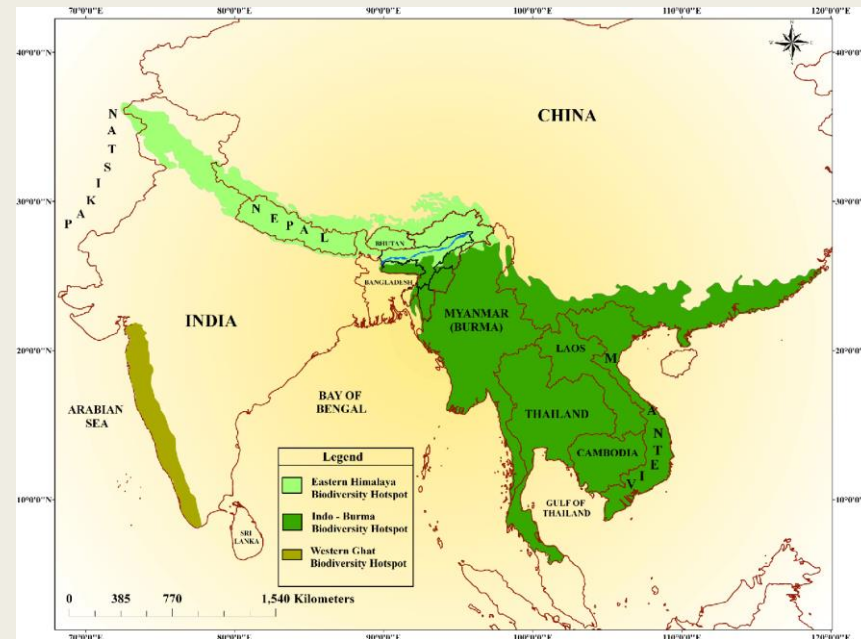 70°0'0"E 80°0'0"E 90°0'0"E 100°0'0"E 110°0'0"E 120°0'0"E
40°0'0"N 40°0'0"N
N
CHINA
PAKISTAN
30°0'0"N 30°0'0"N
NEPAL
BHUTAN
BANGLADESH
INDIA
MYANMAR
(BURMA)
20°0'0"N 20°0'0"N
LAOS
VIETNAM
ARABIAN
SEA
BAY OF
BENGAL
THAILAND
CAMBODIA
GULF OF
THAILAND
10°0'0"N 10°0'0"N
SRI
LANKA
Legend
Eastern Himalaya
Biodiversity Hotspot
Indo - Burma
Biodiversity Hotspot
Western Ghat
Biodiversity Hotspot
0 385 770 1,540 Kilometers
70°0'0"E 80°0'0"E 90°0'0"E 100°0'0"E 110°0'0"E 120°0'0"E